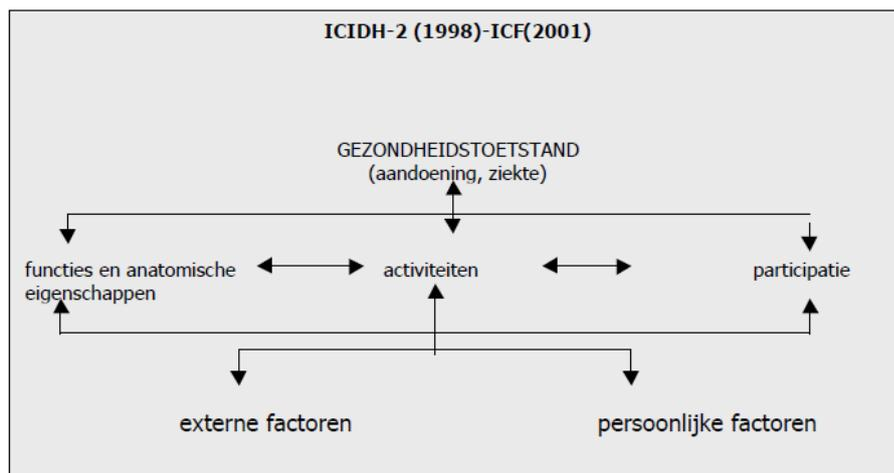 ICIDH-2 (1998)-ICF(2001)
GEZONDHEIDSTOETSTAND
(aandoening, ziekte)
functies en anatomische
eigenschappen
activiteiten
participatie
externe factoren
persoonlijke factoren